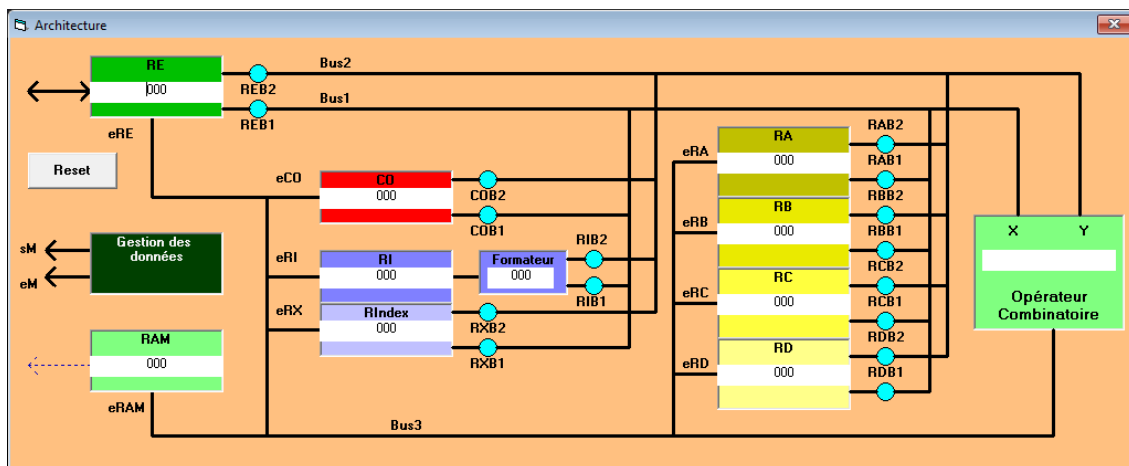 Architecture
RE
000
Bus2
REB2
Bus1
REB1
eRE
Reset
eCO
CO
000
COB2
COB1
Gestion des
données
sM
eM
eRI
RI
000
Formateur
000
RIB2
RIB1
eRX
RIndex
000
RXB2
RXB1
RAM
000
eRAM
Bus3
eRA
RA
000
RAB2
RAB1
eRB
RB
000
RBB2
RBB1
eRC
RC
000
RCB2
RCB1
eRD
RD
000
RDB2
RDB1
X Y
Opérateur
Combinatoire